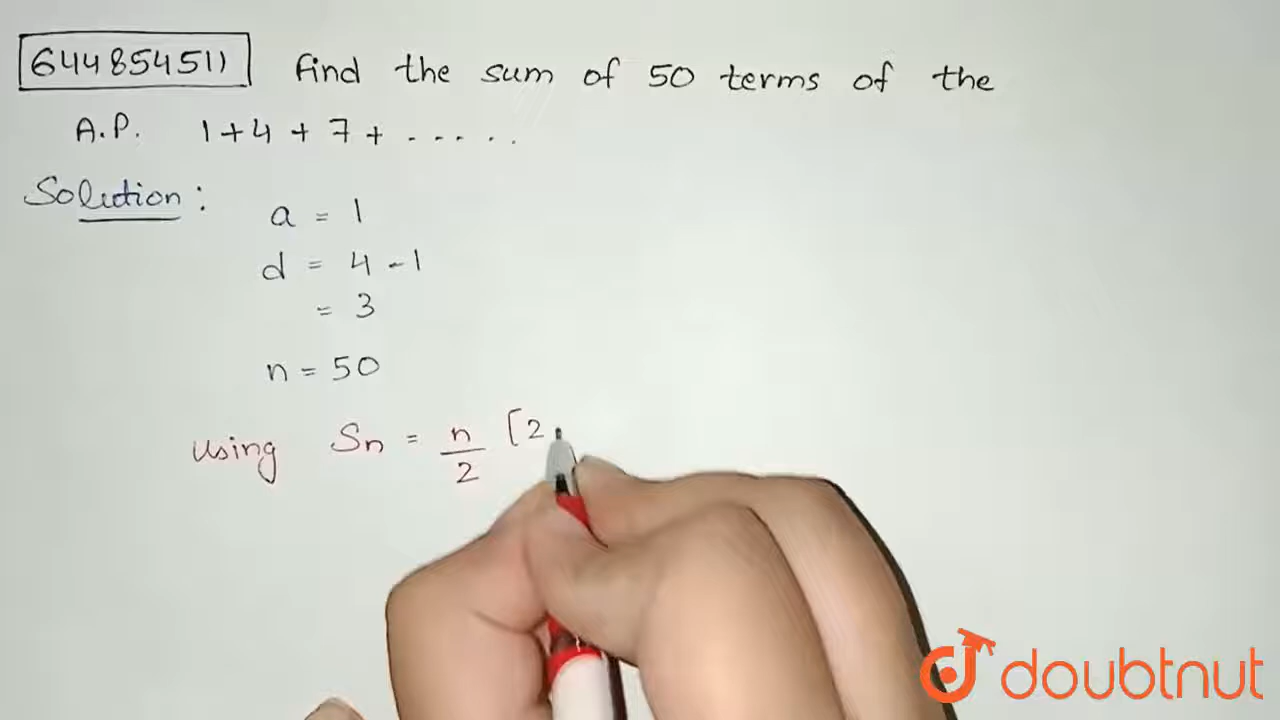 644854511 Find the sum of 50 terms of the
A.P. 1+4+7+.....
Solution:
a = 1
d = 4-1
= 3
n = 50
Using Sn = n/2 [2
doubtnut